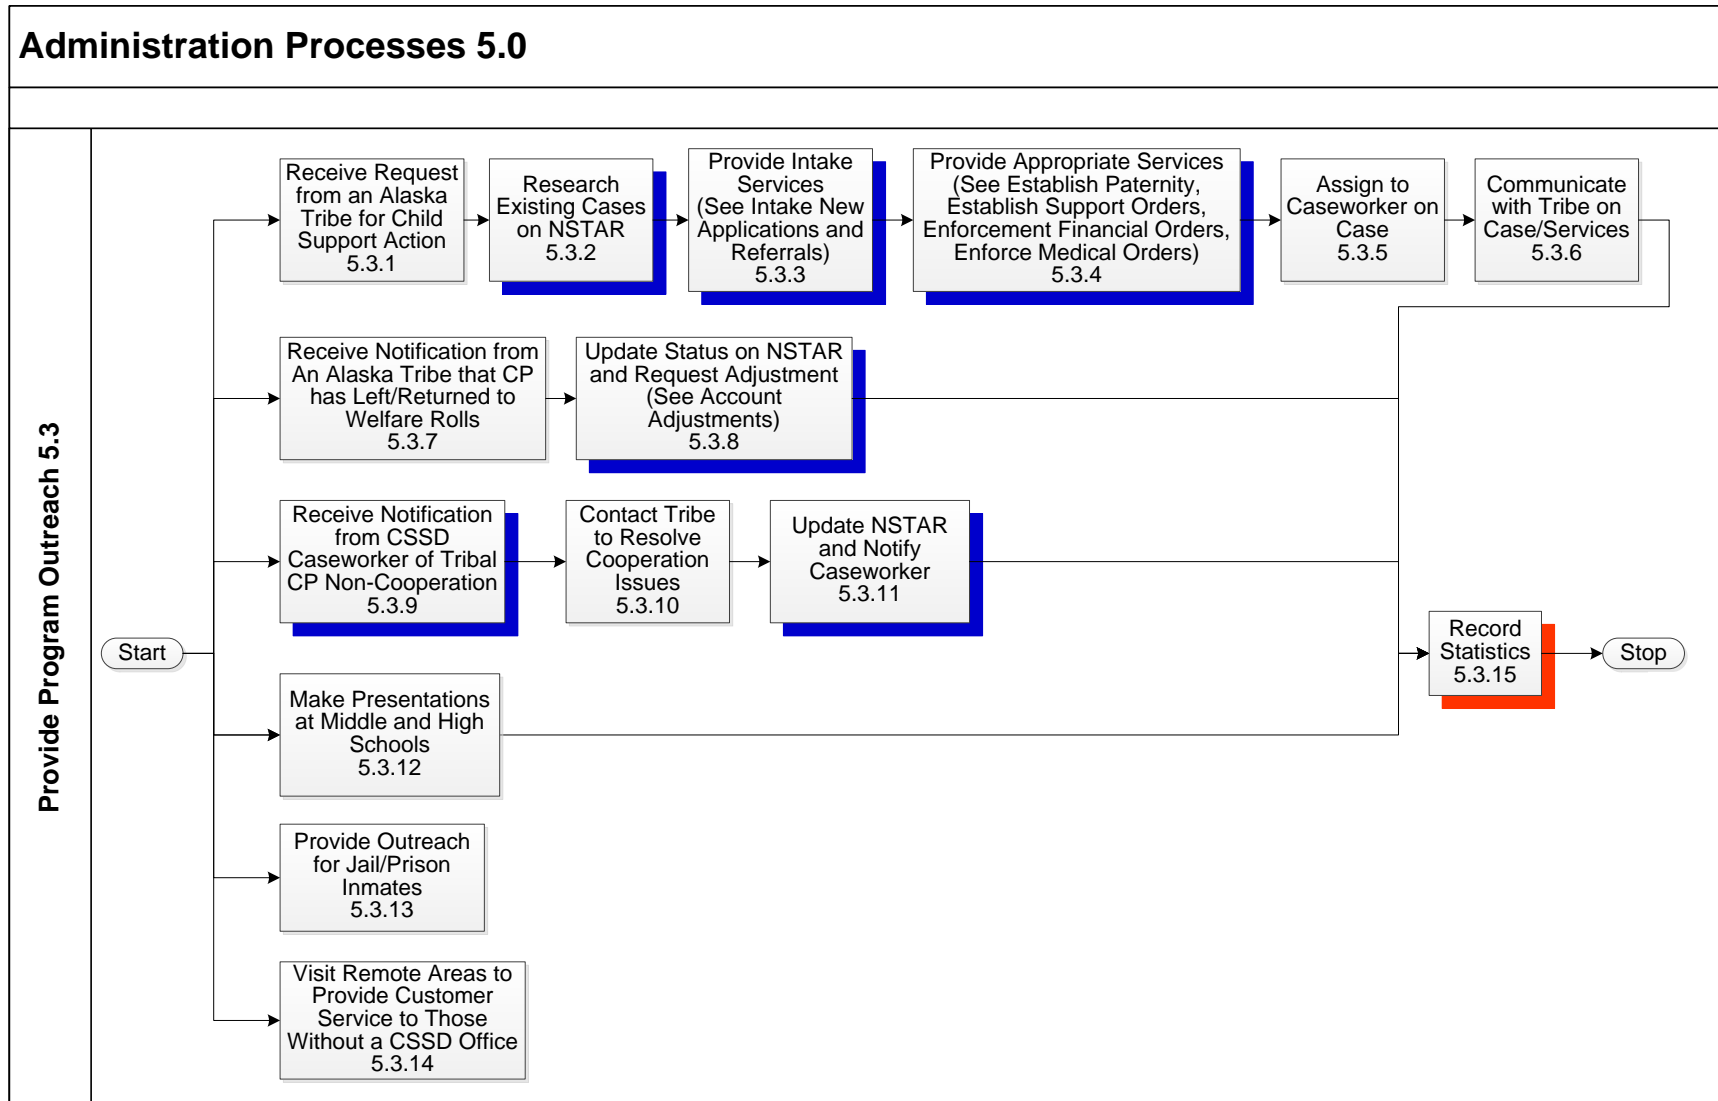 Administration Processes 5.0
Provide Program Outreach 5.3
Start
Receive Request
from an Alaska
Tribe for Child
Support Action
5.3.1
Research
Existing Cases
on NSTAR
5.3.2
Provide Intake
Services
(See Intake New
Applications and
Referrals)
5.3.3
Provide Appropriate Services
(See Establish Paternity,
Establish Support Orders,
Enforcement Financial Orders,
Enforce Medical Orders)
5.3.4
Assign to
Caseworker on
Case
5.3.5
Communicate
with Tribe on
Case/Services
5.3.6
Receive Notification from
An Alaska Tribe that CP
has Left/Returned to
Welfare Rolls
5.3.7
Update Status on NSTAR
and Request Adjustment
(See Account
Adjustments)
5.3.8
Receive Notification
from CSSD
Caseworker of Tribal
CP Non-Cooperation
5.3.9
Contact Tribe
to Resolve
Cooperation
Issues
5.3.10
Update NSTAR
and Notify
Caseworker
5.3.11
Make Presentations
at Middle and High
Schools
5.3.12
Provide Outreach
for Jail/Prison
Inmates
5.3.13
Visit Remote Areas to
Provide Customer
Service to Those
Without a CSSD Office
5.3.14
Record
Statistics
5.3.15
Stop